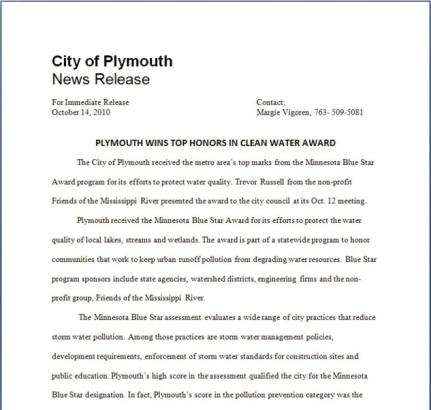 City of Plymouth
News Release
For Immediate Release
October 14, 2010
Contact:
Margie Vigoren, 763- 509-5081
PLYMOUTH WINS TOP HONORS IN CLEAN WATER AWARD
The City of Plymouth received the metro area's top marks from the Minnesota Blue Star
Award program for its efforts to protect water quality. Trevor Russell from the non-profit
Friends of the Mississippi River presented the award to the city council at its Oct. 12 meeting.
Plymouth received the Minnesota Blue Star Award for its efforts to protect the water
quality of local lakes, streams and wetlands. The award is part of a statewide program to honor
communities that work to keep urban runoff pollution from degrading water resources. Blue Star
program sponsors include state agencies, watershed districts, engineering firms and the non-
profit group, Friends of the Mississippi River.
The Minnesota Blue Star assessment evaluates a wide range of city practices that reduce
storm water pollution. Among those practices are storm water management policies,
development requirements, enforcement of storm water standards for construction sites and
public education. Plymouth's high score in the assessment qualified the city for the Minnesota
Blue Star designation. In fact, Plymouth's score in the pollution prevention category was the